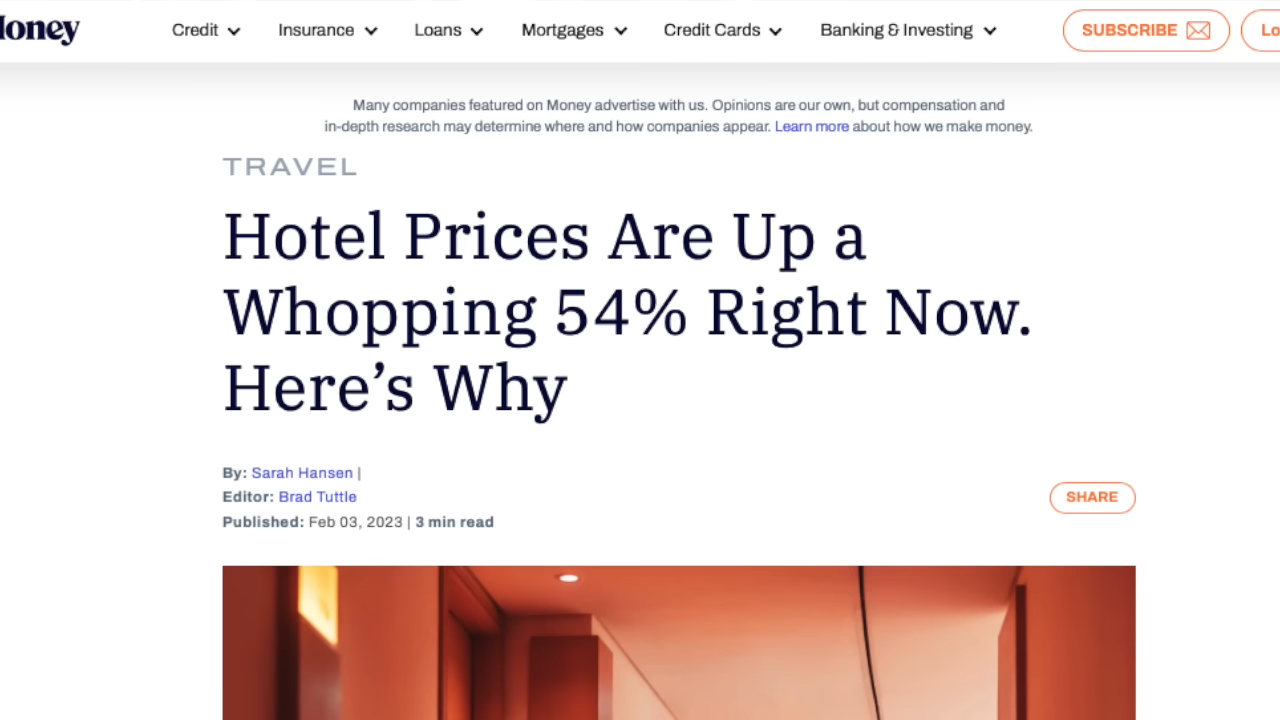 Money
Credit Insurance Loans Mortgages Credit Cards Banking & Investing SUBSCRIBE
Many companies featured on Money advertise with us. Opinions are our own, but compensation and
in-depth research may determine where and how companies appear. Learn more about how we make money.
TRAVEL
Hotel Prices Are Up a
Whopping 54% Right Now.
Here’s Why
By: Sarah Hansen |
Editor: Brad Tuttle
Published: Feb 03, 2023 | 3 min read
SHARE